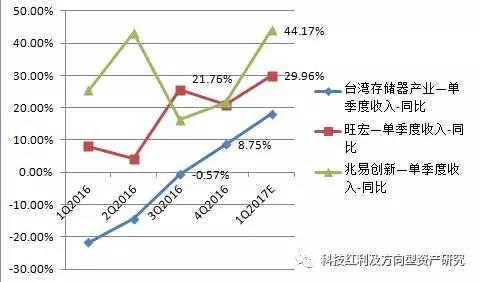 50.00%
40.00%
30.00%
20.00%
10.00%
0.00%
-10.00%
-20.00%
-30.00%
1Q2016
2Q2016
3Q2016
4Q2016
1Q2017E
44.17%
21.76%
29.96%
8.75%
-0.57%
台湾存储器产业—单
季度收入-同比
旺宏—单季度收入-同
比
兆易创新—单季度收
入-同比
科技红利及方向型资产研究